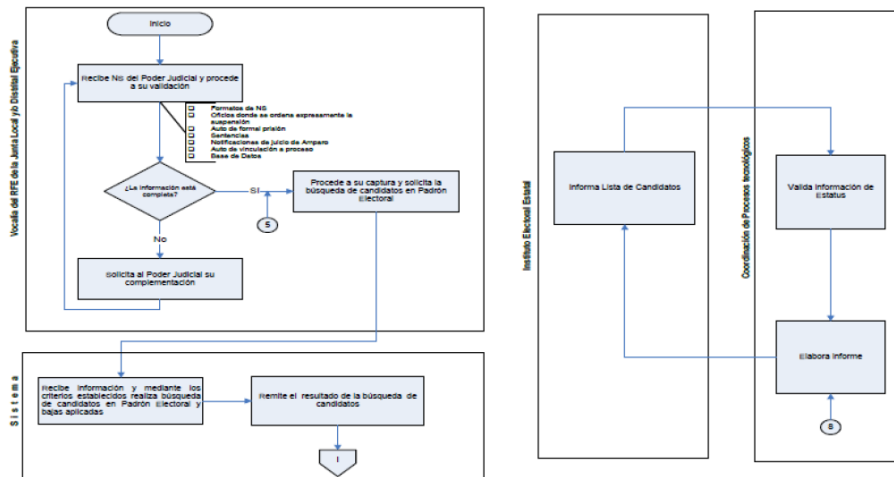 Vocalía del RFE de la Junta Local y/o Distrital Ejecutiva
Inicio
Recibe NS del Poder Judicial y procede
a su validación
Formatos de NS
Oficios donde se ordena expresamente la
suspensión
Auto de formal prisión
Sentencias
Notificaciones de juicio de Amparo
Auto de vinculación a proceso
Base de Datos
¿La información está
completa?
SI
Procede a su captura y solicita la
búsqueda de candidatos en Padrón
Electoral
5
No
Solicita al Poder Judicial su
complementación
Sistema
Recibe información y mediante los
criterios establecidos realiza búsqueda
de candidatos en Padrón Electoral y
bajas aplicadas
Remite el resultado de la búsqueda de
candidatos
I
Instituto Electoral Estatal
Informa Lista de Candidatos
Coordinación de Procesos tecnológicos
Valida Información de
Estatus
Elabora Informe
8